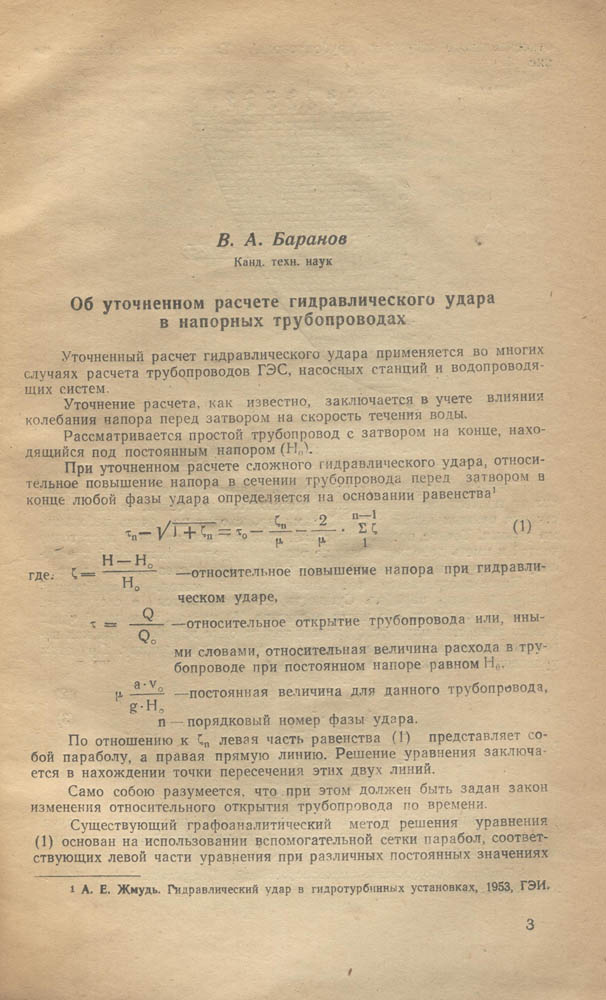 В. А. Баранов
Канд. техн. наук
Об уточненном расчете гидравлического удара
в напорных трубопроводах
Уточненный расчет гидравлического удара применяется во многих
случаях расчета трубопроводов ГЭС, насосных станций и водопроводя-
щих систем.
Уточнение расчета, как известно, заключается в учете влияния
колебания напора перед затвором на скорость течения воды.
Рассматривается простой трубопровод с затвором на конце, нахо-
дящийся под постоянным напором (H₀).
При уточненном расчете сложного гидравлического удара, относи-
тельное повышение напора в сечении трубопровода перед затвором в
конце любой фазы удара определяется на основании равенства¹
τₙ—√1+ζₙ = τ₀— ζₙ/μ — 2/μ · n—1 Σζ 1 (1)
где: ζ = H—H₀/H₀ —относительное повышение напора при гидравли-
ческом ударе,
τ = Q/Q₀ —относительное открытие трубопровода или, ины-
ми словами, относительная величина расхода в тру-
бопроводе при постоянном напоре равном H₀.
μ a·v₀/g·H₀ —постоянная величина для данного трубопровода,
n — порядковый номер фазы удара.
По отношению к ζₙ левая часть равенства (1) представляет со-
бой параболу, а правая прямую линию. Решение уравнения заключа-
ется в нахождении точки пересечения этих двух линий.
Само собою разумеется, что при этом должен быть задан закон
изменения относительного открытия трубопровода по времени.
Существующий графоаналитический метод решения уравнения
(1) основан на использовании вспомогательной сетки парабол, соответ-
ствующих левой части уравнения при различных постоянных значениях
1 А. Е. Жмудь. Гидравлический удар в гидротурбинных установках, 1953, ГЭИ.
3